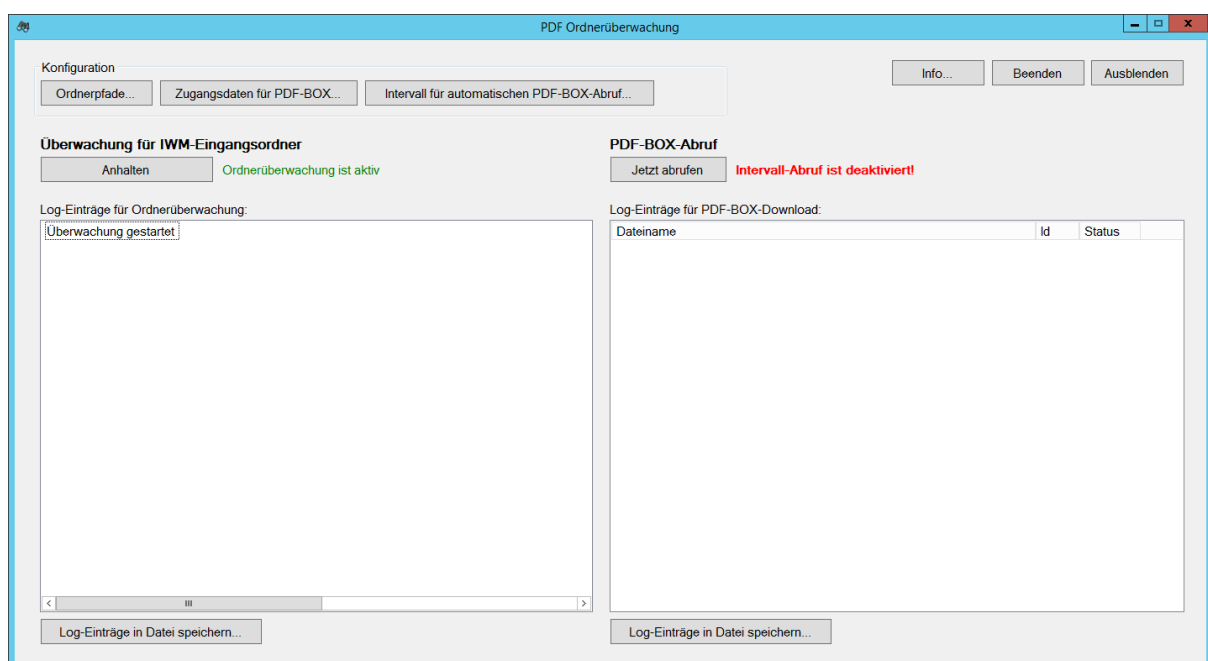 PDF Ordnerüberwachung
Konfiguration
Ordnerpfade... Zugangsdaten für PDF-BOX... Intervall für automatischen PDF-BOX-Abruf...
Info... Beenden Ausblenden
Überwachung für IWM-Eingangsordner
Anhalten Ordnerüberwachung ist aktiv
Log-Einträge für Ordnerüberwachung:
Überwachung gestartet
Log-Einträge in Datei speichern...
PDF-BOX-Abruf
Jetzt abrufen Intervall-Abruf ist deaktiviert!
Log-Einträge für PDF-BOX-Download:
Dateiname Id Status
Log-Einträge in Datei speichern...